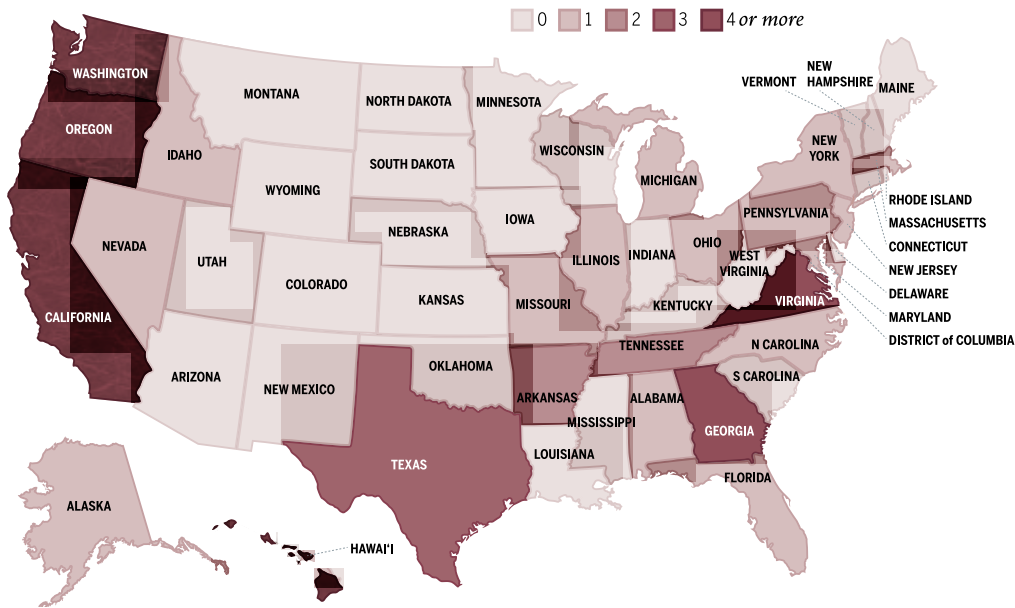 0 1 2 3 4 or more
WASHINGTON
OREGON
IDAHO
MONTANA
NORTH DAKOTA
SOUTH DAKOTA
MINNESOTA
WISCONSIN
MICHIGAN
VERMONT
NEW
HAMPSHIRE
MAINE
NEW
YORK
WYOMING
NEBRASKA
IOWA
ILLINOIS
INDIANA
OHIO
PENNSYLVANIA
RHODE ISLAND
MASSACHUSETTS
CONNECTICUT
NEW JERSEY
DELAWARE
MARYLAND
DISTRICT of COLUMBIA
NEVADA
UTAH
COLORADO
KANSAS
MISSOURI
KENTUCKY
WEST
VIRGINIA
VIRGINIA
CALIFORNIA
ARIZONA
NEW MEXICO
OKLAHOMA
ARKANSAS
TENNESSEE
N CAROLINA
S CAROLINA
MISSISSIPPI
ALABAMA
GEORGIA
TEXAS
LOUISIANA
FLORIDA
ALASKA
HAWAI‘I